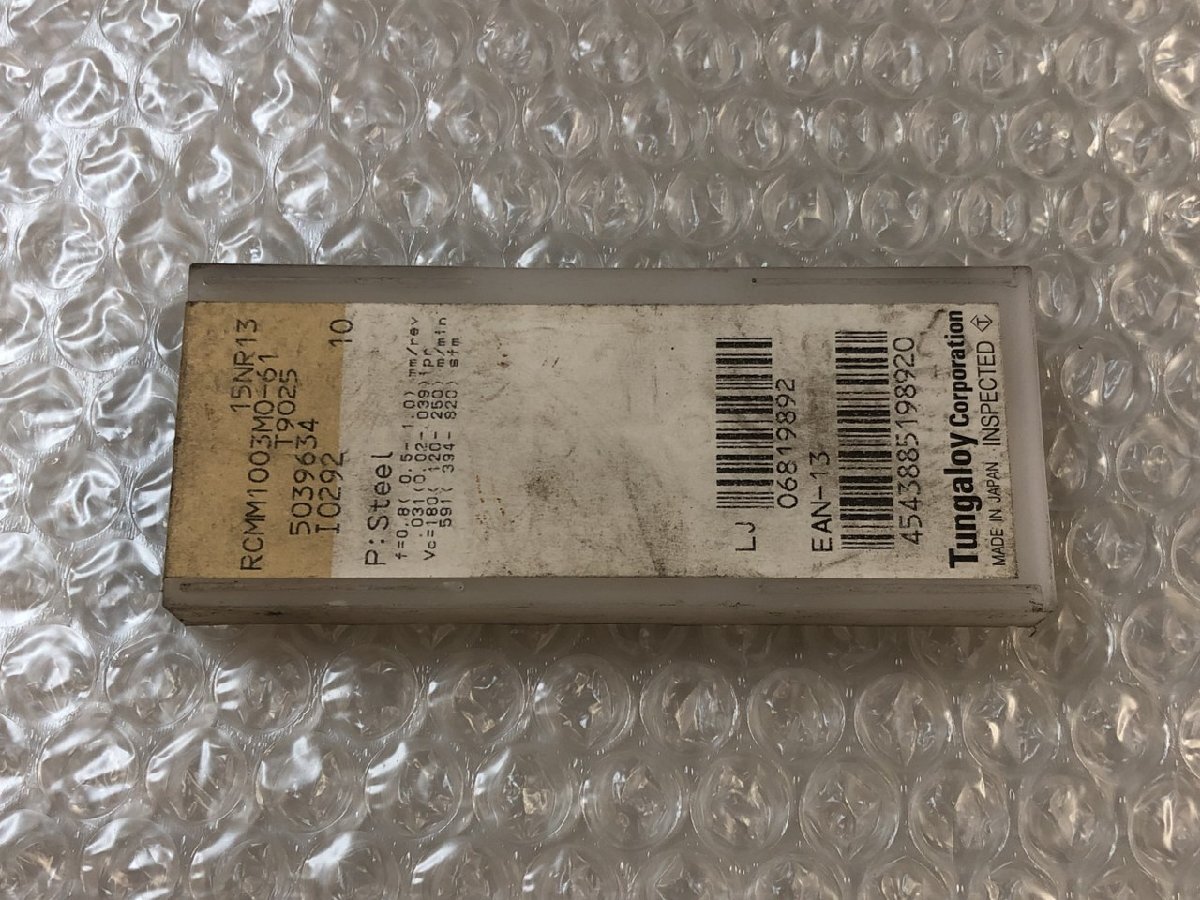 15NR13
RCMM1003M0-61
T9025
5039634
I0292 10
P:Steel
f=0.8( 0.5- 1.0) mm/rev
.031(.02-.039)ipr
Vc=180( 120- 250) m/min
591( 394- 820) sfm
LJ
06819892
EAN-13
4543885198920
Tungaloy Corporation
MADE IN JAPAN INSPECTED